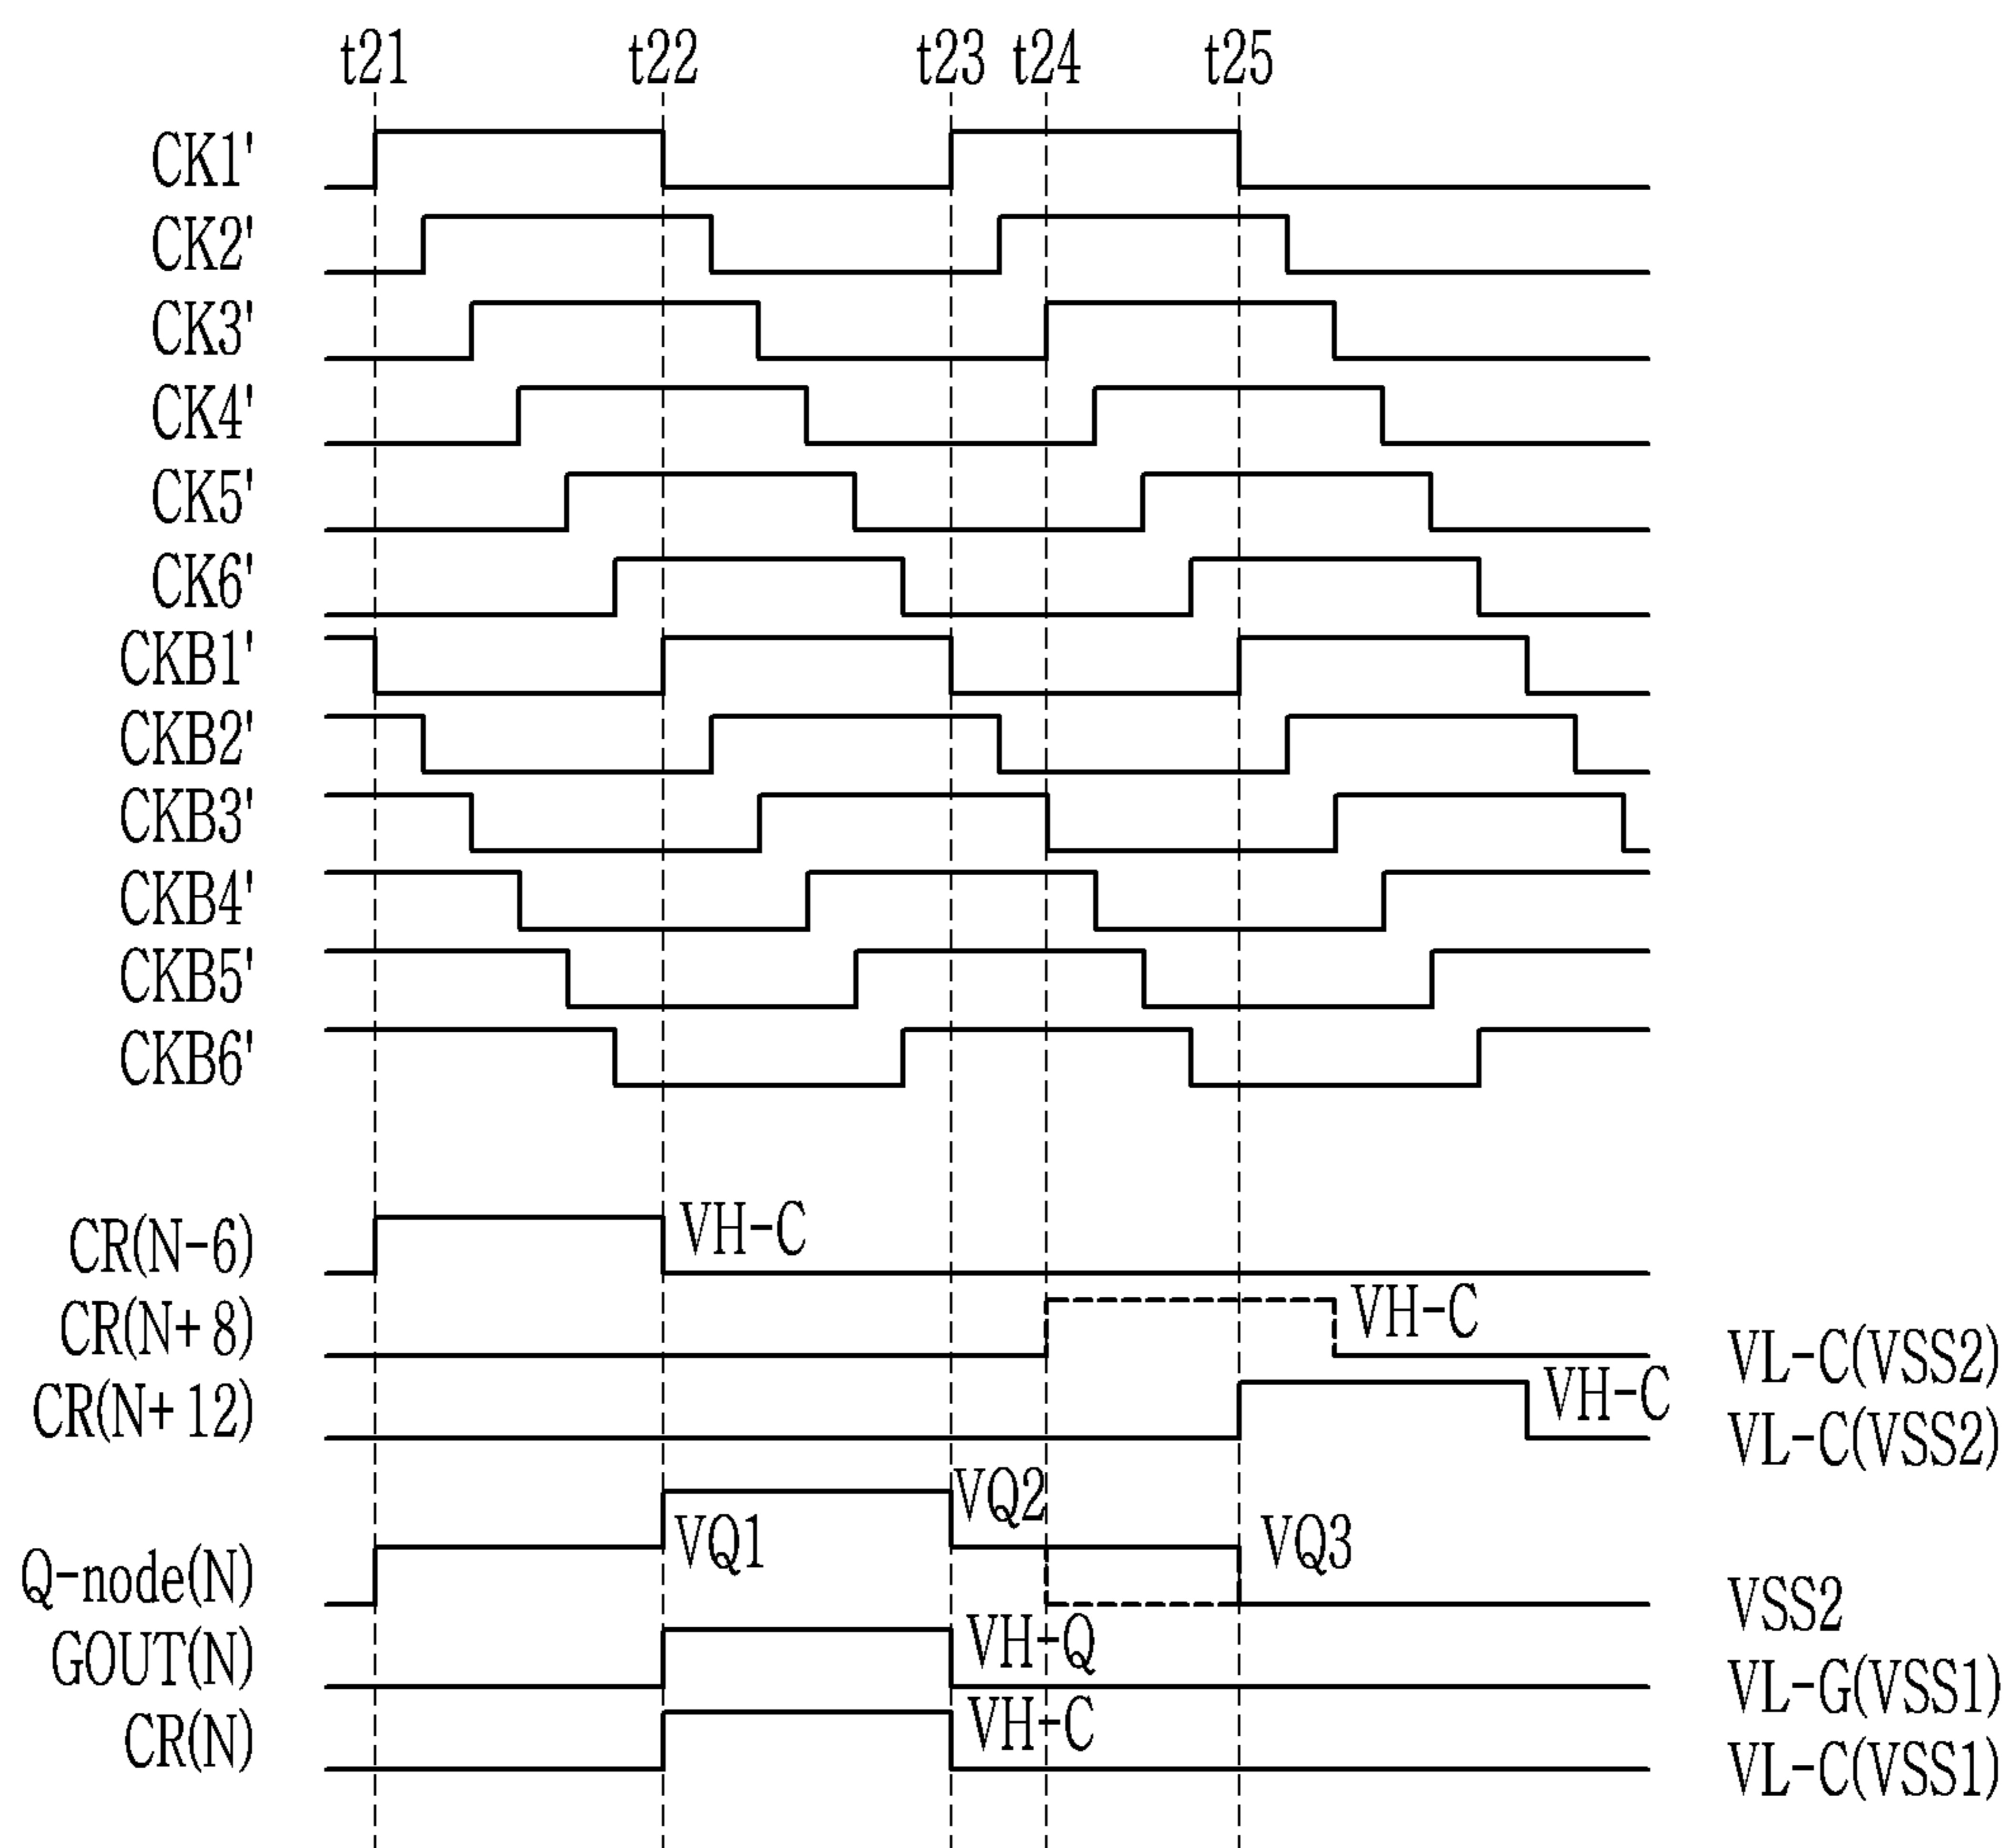 t21 t22 t23 t24 t25
CK1'
CK2'
CK3'
CK4'
CK5'
CK6'
CKB1'
CKB2'
CKB3'
CKB4'
CKB5'
CKB6'
CR(N-6) VH-C
CR(N+8) VH-C VL-C(VSS2)
CR(N+12) VH-C VL-C(VSS2)
Q-node(N) VQ1 VQ2 VQ3 VSS2
GOUT(N) VH-Q VL-G(VSS1)
CR(N) VH-C VL-C(VSS1)